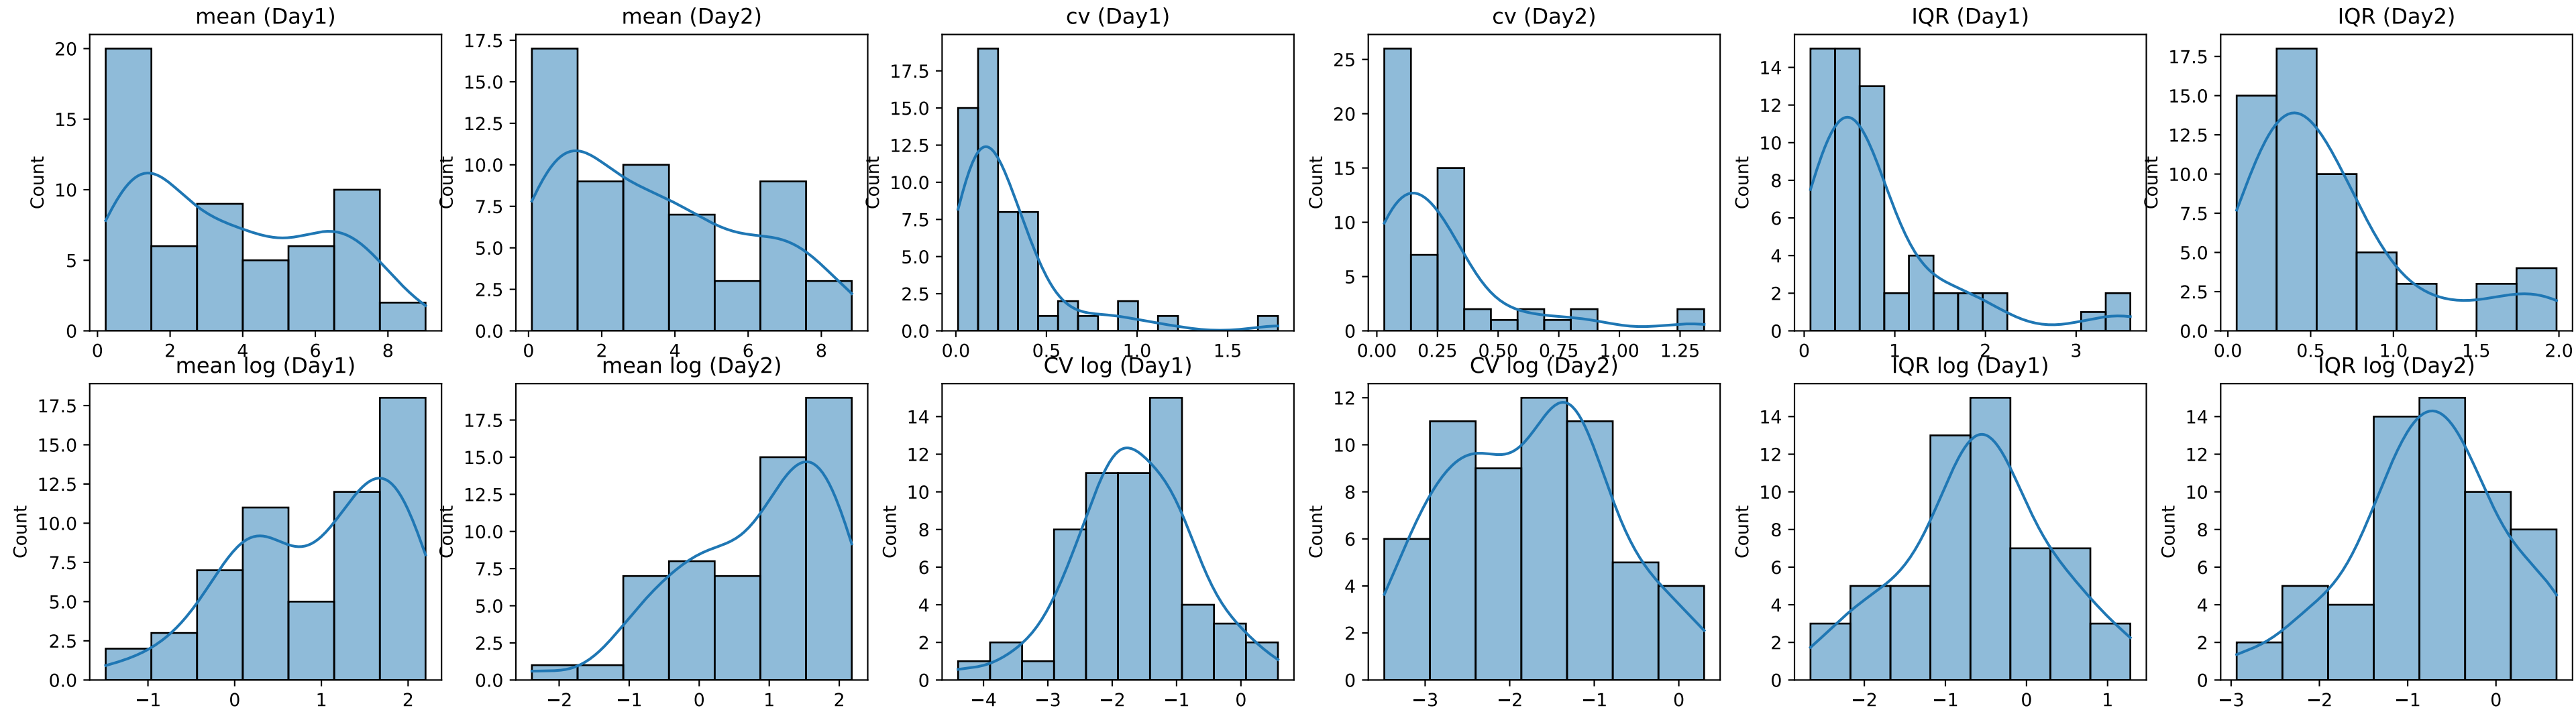 mean (Day1)
mean (Day2)
cv (Day1)
cv (Day2)
IQR (Day1)
IQR (Day2)
Count
20
15
10
5
0
0 2 4 6 8
Count
17.5
15.0
12.5
10.0
7.5
5.0
2.5
0.0
0 2 4 6 8
Count
17.5
15.0
12.5
10.0
7.5
5.0
2.5
0.0
0.0 0.5 1.0 1.5
Count
25
20
15
10
5
0
0.00 0.25 0.50 0.75 1.00 1.25
Count
14
12
10
8
6
4
2
0
0 1 2 3
Count
17.5
15.0
12.5
10.0
7.5
5.0
2.5
0.0
0.0 0.5 1.0 1.5 2.0
mean log (Day1)
mean log (Day2)
CV log (Day1)
CV log (Day2)
IQR log (Day1)
IQR log (Day2)
Count
17.5
15.0
12.5
10.0
7.5
5.0
2.5
0.0
−1 0 1 2
Count
17.5
15.0
12.5
10.0
7.5
5.0
2.5
0.0
−2 −1 0 1 2
Count
14
12
10
8
6
4
2
0
−4 −3 −2 −1 0
Count
12
10
8
6
4
2
0
−3 −2 −1 0
Count
14
12
10
8
6
4
2
0
−2 −1 0 1
Count
14
12
10
8
6
4
2
0
−3 −2 −1 0